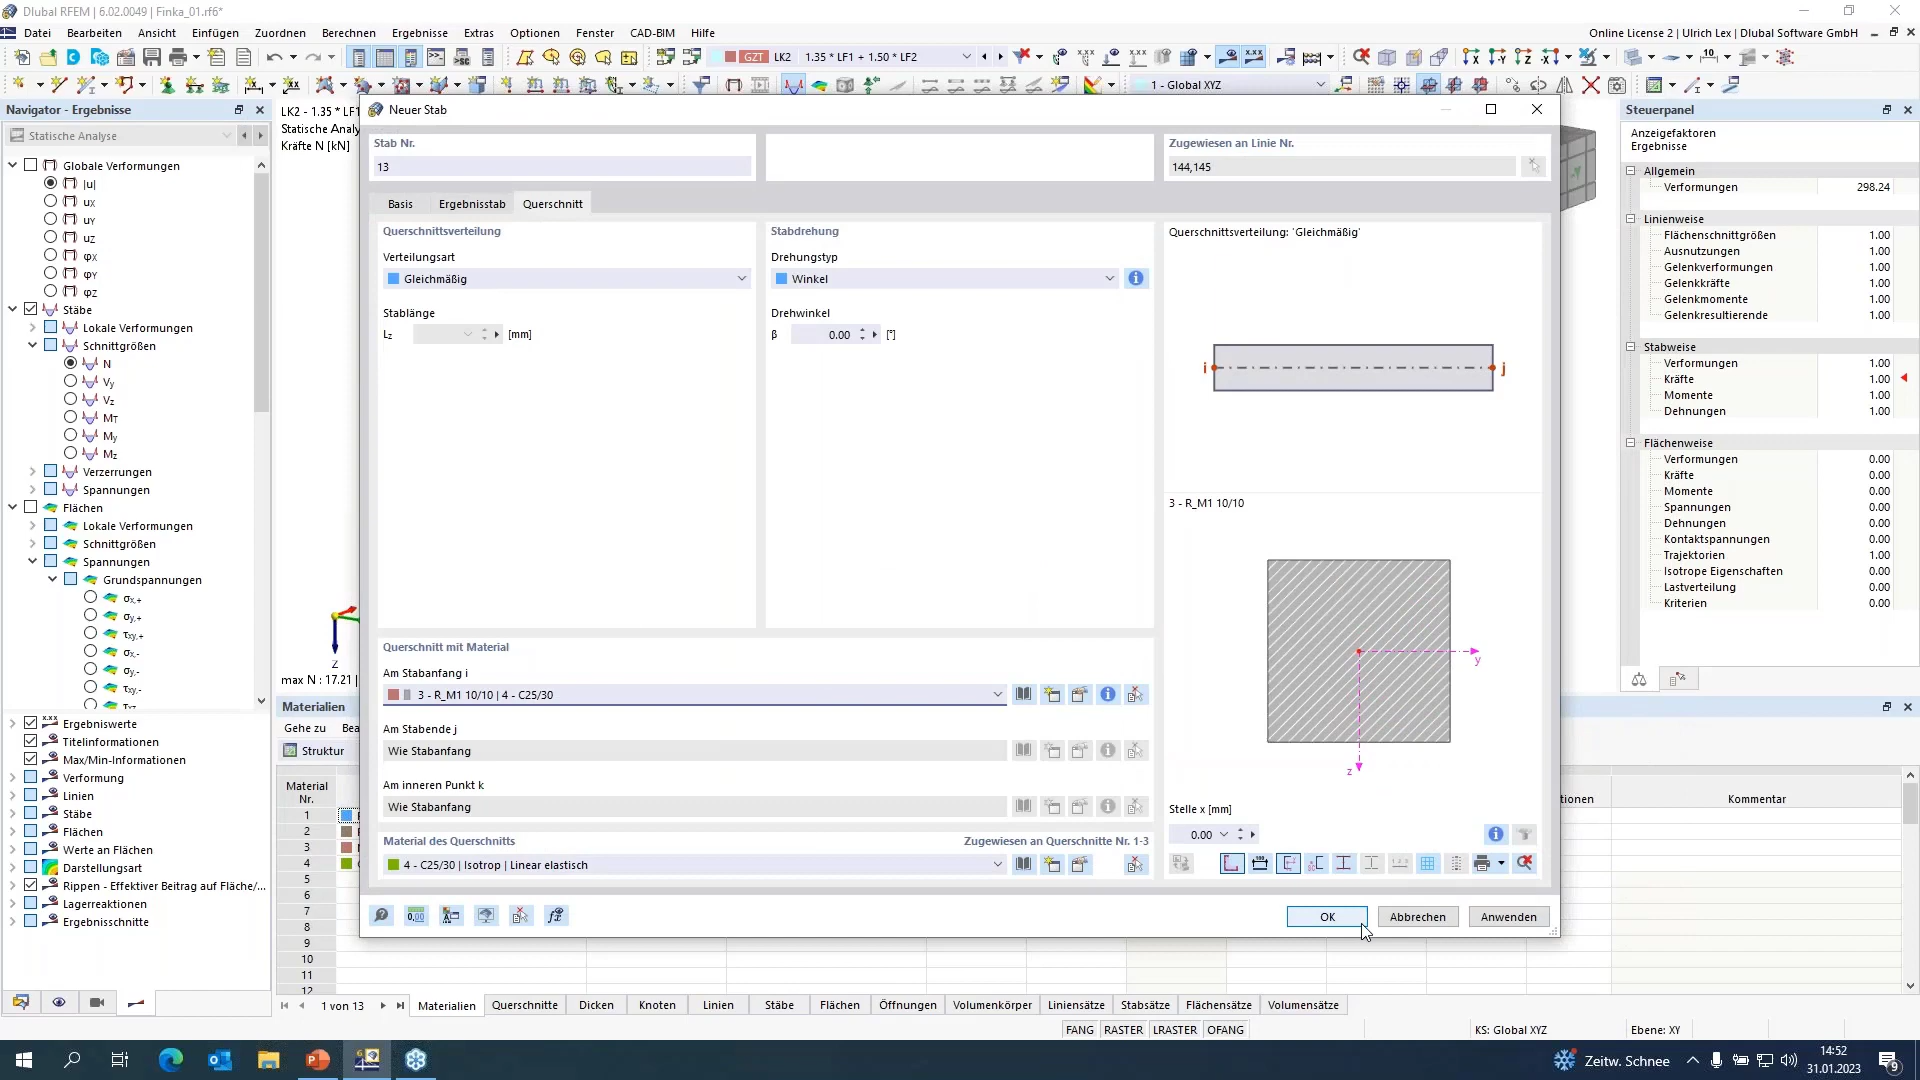 Dlubal RFEM | 6.02.0049 | Finka_01.rf6*
Datei Bearbeiten Ansicht Einfügen Zuordnen Berechnen Ergebnisse Extras Optionen Fenster CAD-BIM Hilfe
Online License 2 | Ulrich Lex | Dlubal Software GmbH
GZT LK2 1.35 * LF1 + 1.50 * LF2
1 - Global XYZ
Navigator - Ergebnisse
Statische Analyse
Globale Verformungen
|u|
uX
uY
uZ
φX
φY
φZ
Stäbe
Lokale Verformungen
Schnittgrößen
N
Vy
Vz
MT
My
Mz
Verzerrungen
Spannungen
Flächen
Lokale Verformungen
Schnittgrößen
Spannungen
Grundspannungen
σx,+
σy,+
τxy,+
σx,-
σy,-
τxy,-
τxz
Ergebniswerte
Titelinformationen
Max/Min-Informationen
Verformung
Linien
Stäbe
Flächen
Werte an Flächen
Darstellungsart
Rippen - Effektiver Beitrag auf Fläche/...
Lagerreaktionen
Ergebnisschnitte
LK2 - 1.35 * LF1
Statische Analy
Kräfte N [kN]
Z
max N : 17.21 |
Neuer Stab
Stab Nr.
13
Zugewiesen an Linie Nr.
144,145
Basis Ergebnisstab Querschnitt
Querschnittsverteilung
Verteilungsart
Gleichmäßig
Stablänge
Lz [mm]
Stabdrehung
Drehungstyp
Winkel
Drehwinkel
β 0.00 [°]
Querschnittsverteilung: 'Gleichmäßig'
i j
3 - R_M1 10/10
y
z
Stelle x [mm]
0.00
Querschnitt mit Material
Am Stabanfang i
3 - R_M1 10/10 | 4 - C25/30
Am Stabende j
Wie Stabanfang
Am inneren Punkt k
Wie Stabanfang
Material des Querschnitts Zugewiesen an Querschnitte Nr. 1-3
4 - C25/30 | Isotrop | Linear elastisch
OK Abbrechen Anwenden
Steuerpanel
Anzeigefaktoren
Ergebnisse
Allgemein
Verformungen 298.24
Linienweise
Flächenschnittgrößen 1.00
Ausnutzungen 1.00
Gelenkverformungen 1.00
Gelenkkräfte 1.00
Gelenkmomente 1.00
Gelenkresultierende 1.00
Stabweise
Verformungen 1.00
Kräfte 1.00
Momente 1.00
Dehnungen 1.00
Flächenweise
Verformungen 0.00
Kräfte 0.00
Momente 0.00
Spannungen 0.00
Dehnungen 0.00
Kontaktspannungen 0.00
Trajektorien 1.00
Isotrope Eigenschaften 0.00
Lastverteilung 0.00
Kriterien 0.00
Materialien
Gehe zu Bea
Struktur
Material
Nr.
tionen
Kommentar
1
2
3
4
5
6
7
8
9
10
11
12
1 von 13 Materialien Querschnitte Dicken Knoten Linien Stäbe Flächen Öffnungen Volumenkörper Liniensätze Stabsätze Flächensätze Volumensätze
FANG RASTER LRASTER OFANG
KS: Global XYZ Ebene: XY
Zeitw. Schnee
14:52
31.01.2023
9